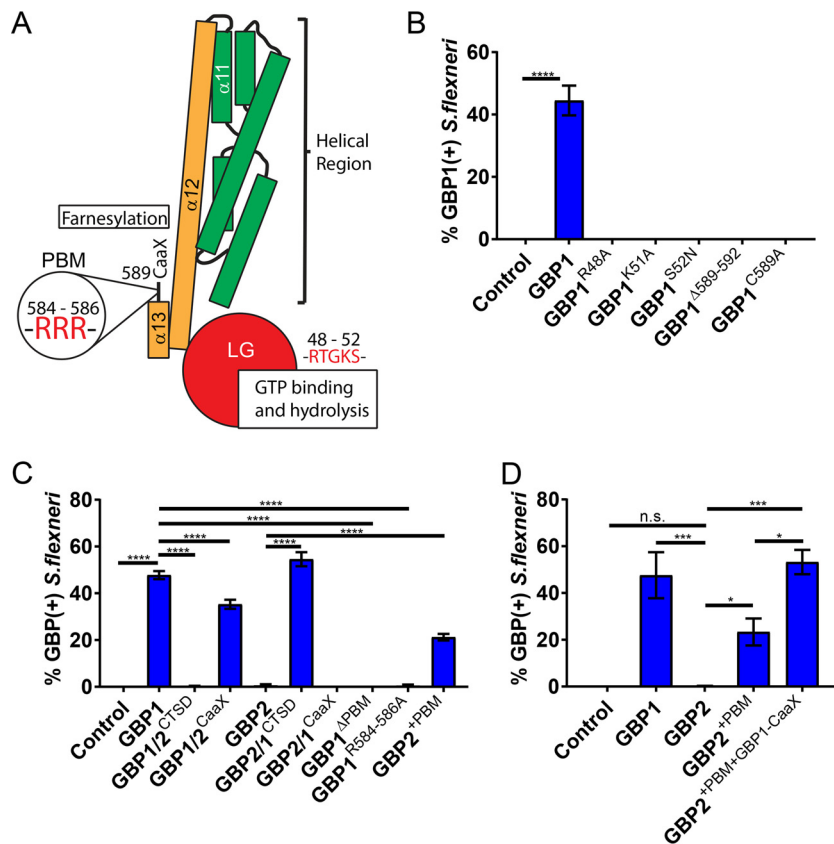 A
α11
α12
Helical
Region
Farnesylation
PBM
589
CaaX
584 - 586
-RRR-
α13
LG
48 - 52
-RTGKS-
GTP binding
and hydrolysis
B
% GBP1(+) S.flexneri
60
40
20
0
****
Control
GBP1
GBP1R48A
GBP1K51A
GBP1S52N
GBP1Δ589-592
GBP1C589A
C
% GBP(+) S.flexneri
80
60
40
20
0
****
****
****
****
****
****
****
Control
GBP1
GBP1/2CTSD
GBP1/2CaaX
GBP2
GBP2/1CTSD
GBP2/1CaaX
GBP1ΔPBM
GBP1R584-586A
GBP2+PBM
D
% GBP(+) S.flexneri
80
60
40
20
0
n.s.
***
***
*
*
Control
GBP1
GBP2
GBP2+PBM
GBP2+PBM+GBP1-CaaX